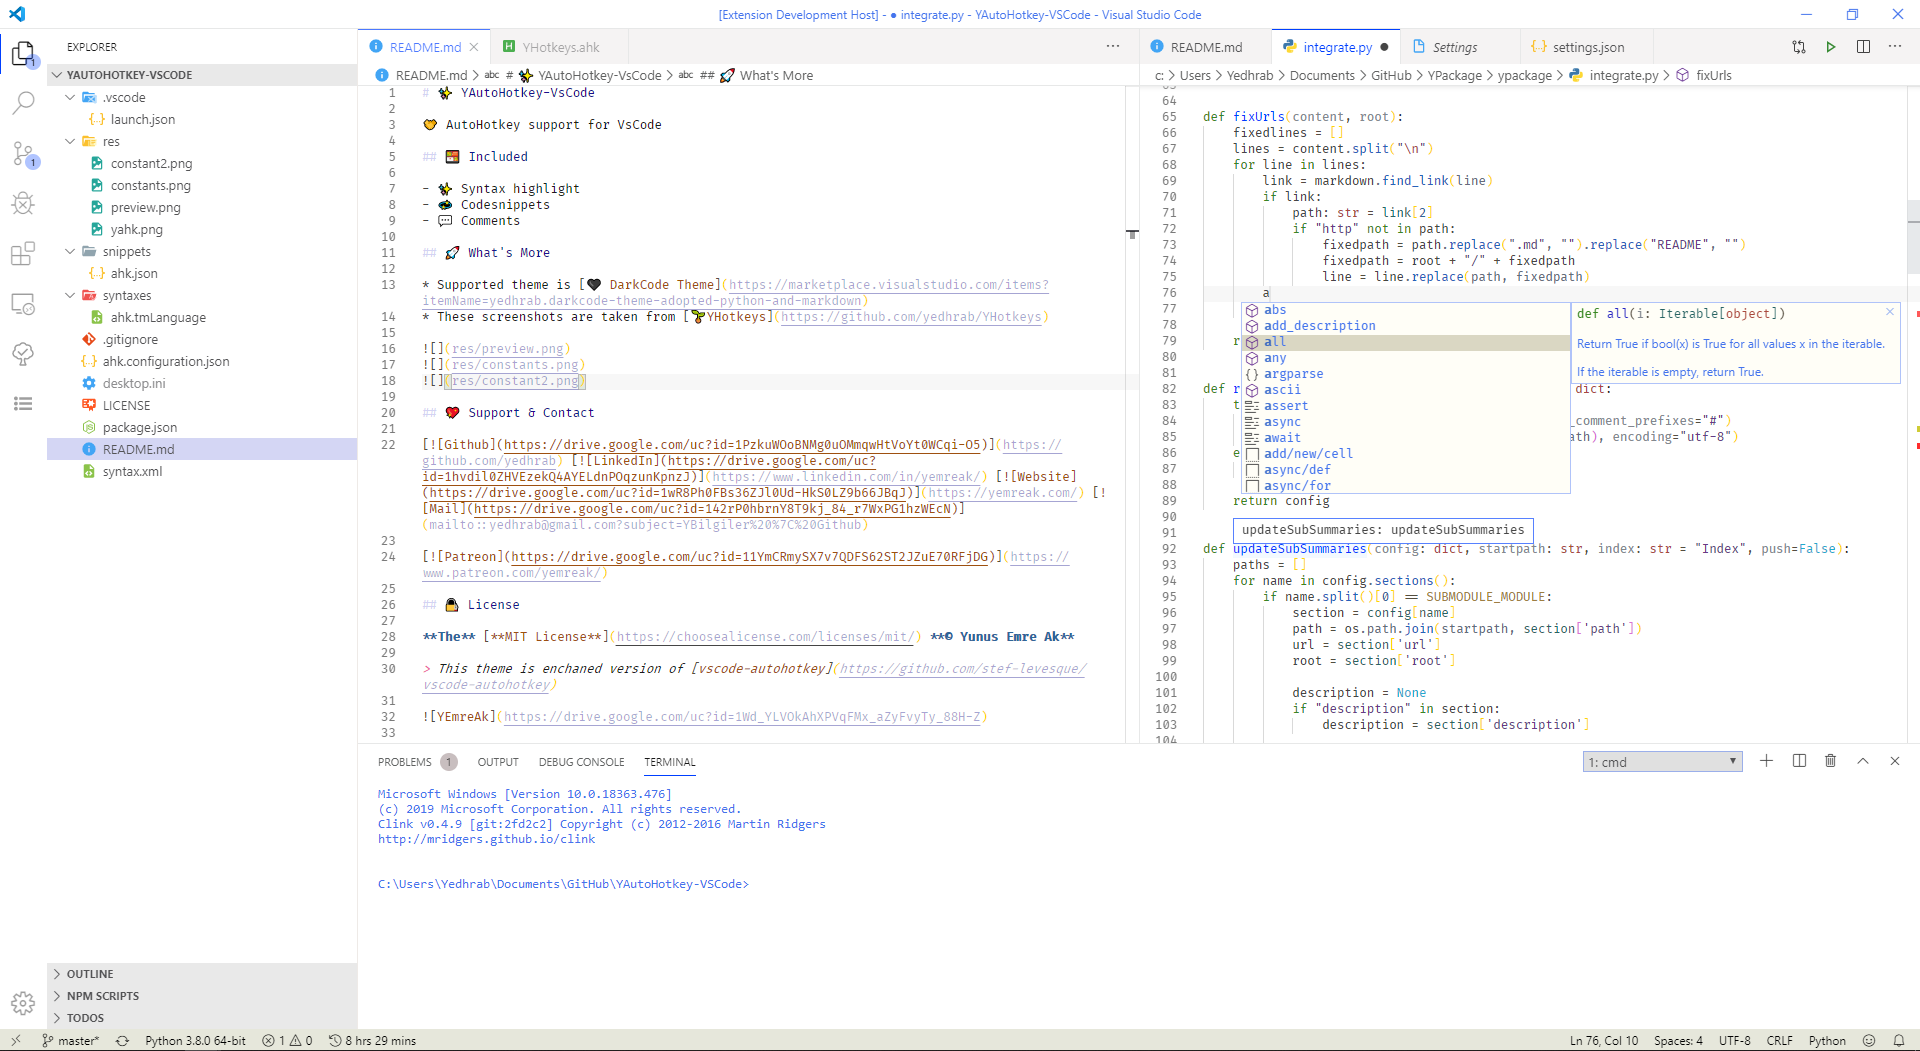 [Extension Development Host] - ● integrate.py - YAutoHotkey-VSCode - Visual Studio Code
EXPLORER
YAUTOHOTKEY-VSCODE
.vscode
launch.json
res
constant2.png
constants.png
preview.png
yahk.png
snippets
ahk.json
syntaxes
ahk.tmLanguage
.gitignore
ahk.configuration.json
desktop.ini
LICENSE
package.json
README.md
syntax.xml
OUTLINE
NPM SCRIPTS
TODOS
README.md
YHotkeys.ahk
README.md > # ✨ YAutoHotkey-VsCode > ## 🚀 What's More
1 # ✨ YAutoHotkey-VsCode
2
3 AutoHotkey support for VsCode
4
5 ## 🍱 Included
6
7 - ✨ Syntax highlight
8 - Codesnippets
9 - 💬 Comments
10
11 ## 🚀 What's More
12
13 * Supported theme is [🖤 DarkCode Theme](https://marketplace.visualstudio.com/items?
itemName=yedhrab.darkcode-theme-adopted-python-and-markdown)
14 * These screenshots are taken from [YHotkeys](https://github.com/yedhrab/YHotkeys)
15
16 ![](res/preview.png)
17 ![](res/constants.png)
18 ![](res/constant2.png)
19
20 ## 💖 Support & Contact
21
22 [![Github](https://drive.google.com/uc?id=1PzkuWOoBNMg0uOMmqwHtVoYt0WCqi-O5)](https://
github.com/yedhrab) [![LinkedIn](https://drive.google.com/uc?
id=1hvdil0ZHVEzekQ4AYELdnPOqzunKpnzJ)](https://www.linkedin.com/in/yemreak/) [![Website]
(https://drive.google.com/uc?id=1wR8Ph0FBs36ZJl0Ud-HkS0LZ9b66JBqJ)](https://yemreak.com/) [!
[Mail](https://drive.google.com/uc?id=142rP0hbrnY8T9kj_84_r7WxPG1hzWEcN)]
(mailto::yedhrab@gmail.com?subject=YBilgiler%20%7C%20Github)
23
24 [![Patreon](https://drive.google.com/uc?id=11YmCRmySX7v7QDFS62ST2JZuE70RFjDG)](https://
www.patreon.com/yemreak/)
25
26 ## License
27
28 **The** [**MIT License**](https://choosealicense.com/licenses/mit/) **© Yunus Emre Ak**
29
30 > This theme is enchaned version of [vscode-autohotkey](https://github.com/stef-levesque/
vscode-autohotkey)
31
32 ![YEmreAk](https://drive.google.com/uc?id=1Wd_YLVOkAhXPVqFMx_aZyFvyTy_88H-Z)
33
README.md
integrate.py ●
Settings
settings.json
c: > Users > Yedhrab > Documents > GitHub > YPackage > ypackage > integrate.py > fixUrls
64
65 def fixUrls(content, root):
66 fixedlines = []
67 lines = content.split("\n")
68 for line in lines:
69 link = markdown.find_link(line)
70 if link:
71 path: str = link[2]
72 if "http" not in path:
73 fixedpath = path.replace(".md", "").replace("README", "")
74 fixedpath = root + "/" + fixedpath
75 line = line.replace(path, fixedpath)
76 a
77 abs
78 add_description
79 r all
80 any
81 argparse
82 def r ascii dict:
83 t assert
84 async _comment_prefixes="#")
85 await ath), encoding="utf-8")
86 e add/new/cell
87 async/def
88 async/for
def all(i: Iterable[object])
Return True if bool(x) is True for all values x in the iterable.
If the iterable is empty, return True.
89 return config
90
91 updateSubSummaries: updateSubSummaries
92 def updateSubSummaries(config: dict, startpath: str, index: str = "Index", push=False):
93 paths = []
94 for name in config.sections():
95 if name.split()[0] == SUBMODULE_MODULE:
96 section = config[name]
97 path = os.path.join(startpath, section['path'])
98 url = section['url']
99 root = section['root']
100
101 description = None
102 if "description" in section:
103 description = section['description']
104
PROBLEMS 1 OUTPUT DEBUG CONSOLE TERMINAL
1: cmd
Microsoft Windows [Version 10.0.18363.476]
(c) 2019 Microsoft Corporation. All rights reserved.
Clink v0.4.9 [git:2fd2c2] Copyright (c) 2012-2016 Martin Ridgers
http://mridgers.github.io/clink
C:\Users\Yedhrab\Documents\GitHub\YAutoHotkey-VSCode>
master* Python 3.8.0 64-bit 1 0 8 hrs 29 mins
Ln 76, Col 10 Spaces: 4 UTF-8 CRLF Python